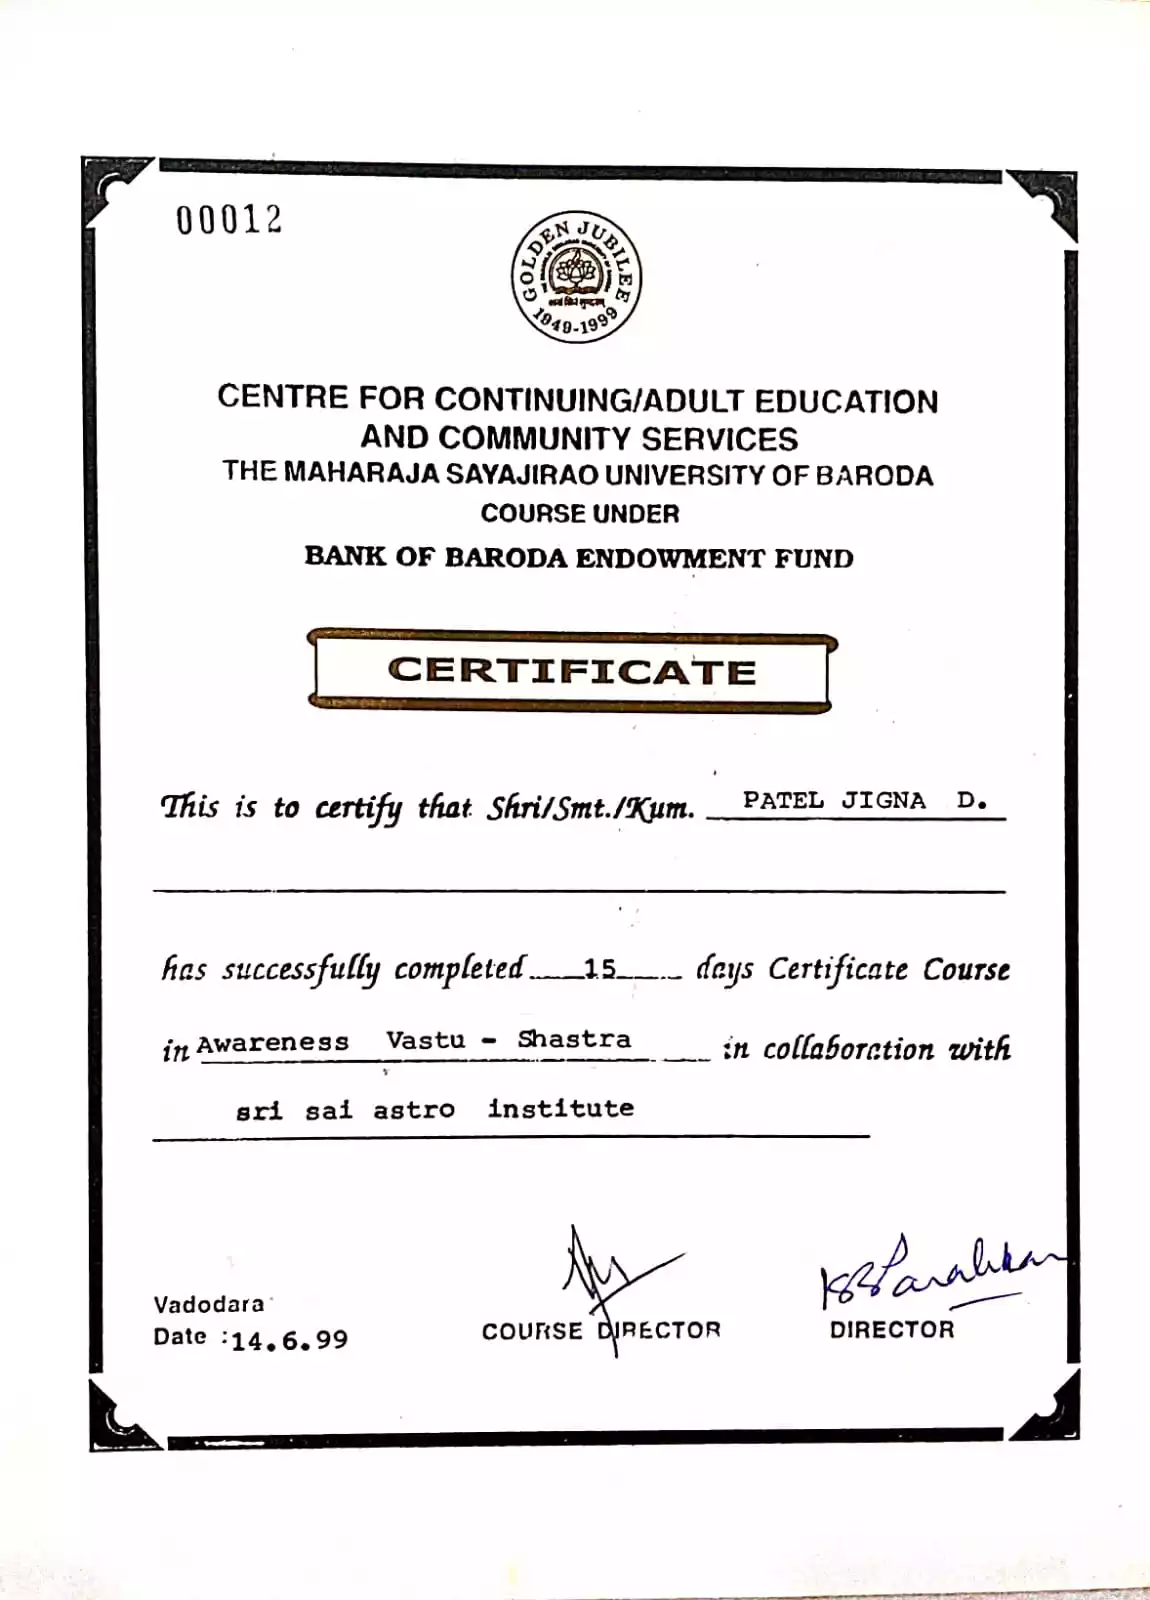 00012
GOLDEN JUBILEE
1949-1999
CENTRE FOR CONTINUING/ADULT EDUCATION
AND COMMUNITY SERVICES
THE MAHARAJA SAYAJIRAO UNIVERSITY OF BARODA
COURSE UNDER
BANK OF BARODA ENDOWMENT FUND
CERTIFICATE
This is to certify that Shri/Smt./Kum. PATEL JIGNA D.
has successfully completed 15 days Certificate Course
in Awareness Vastu - Shastra in collaboration with
sri sai astro institute
Vadodara
Date :14.6.99
COURSE DIRECTOR
DIRECTOR